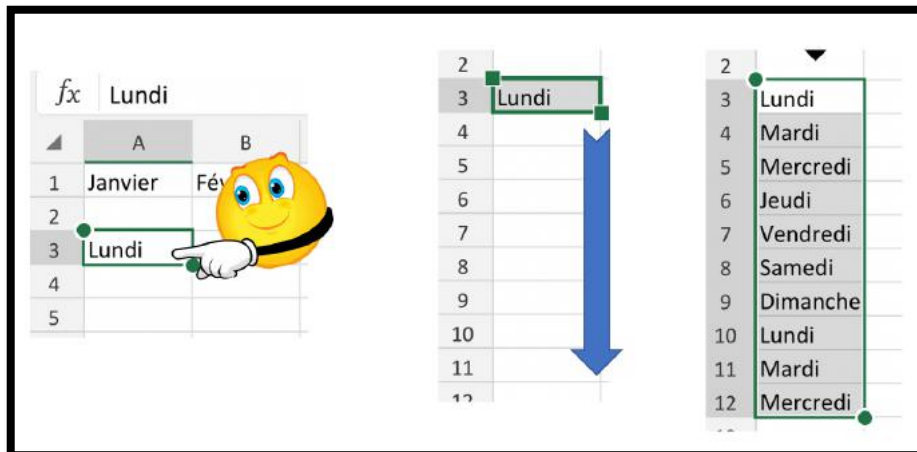 fx Lundi
A B
1 Janvier Fév
2
3 Lundi
4
5
2
3 Lundi
4
5
6
7
8
9
10
11
12
2
3 Lundi
4 Mardi
5 Mercredi
6 Jeudi
7 Vendredi
8 Samedi
9 Dimanche
10 Lundi
11 Mardi
12 Mercredi